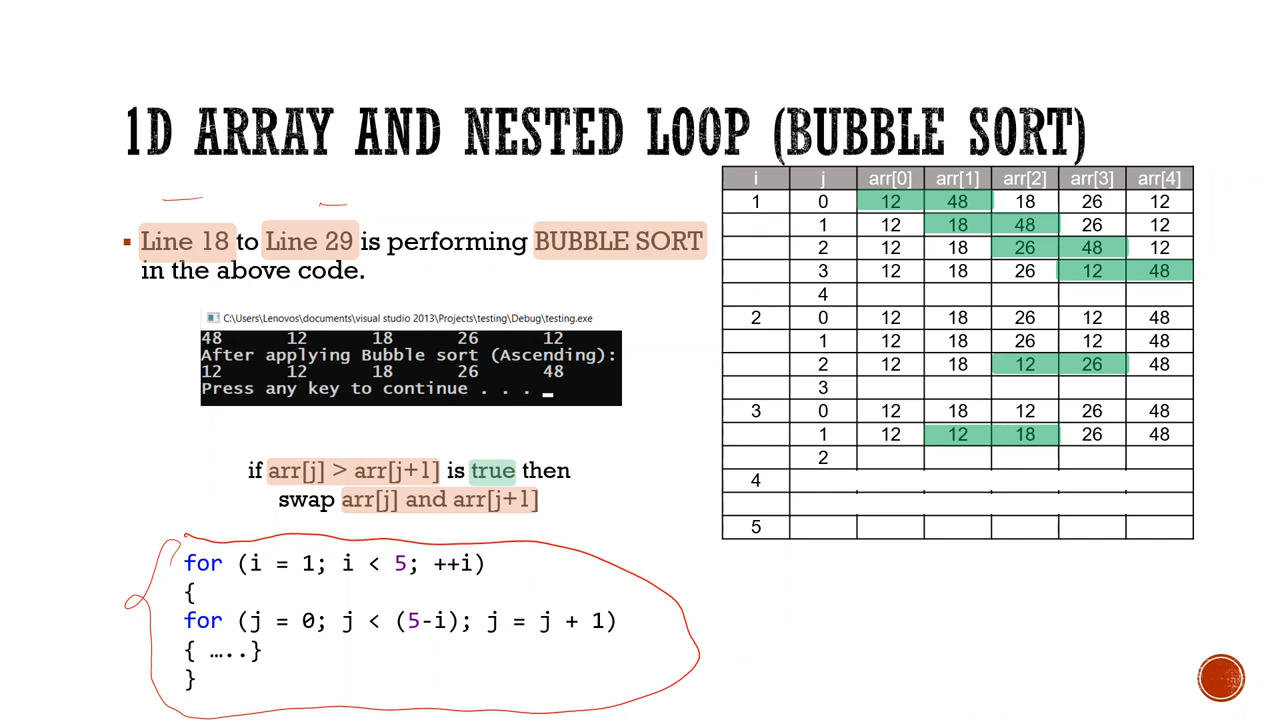 1D ARRAY AND NESTED LOOP (BUBBLE SORT)
Line 18 to Line 29 is performing BUBBLE SORT
in the above code.
C:\Users\Lenovos\documents\visual studio 2013\Projects\testing\Debug\testing.exe
48 12 18 26 12
After applying Bubble sort (Ascending):
12 12 18 26 48
Press any key to continue . . . _
if arr[j] > arr[j+1] is true then
swap arr[j] and arr[j+1]
for (i = 1; i < 5; ++i)
{
for (j = 0; j < (5-i); j = j + 1)
{ …..}
}
i j arr[0] arr[1] arr[2] arr[3] arr[4]
1 0 12 48 18 26 12
1 12 18 48 26 12
2 12 18 26 48 12
3 12 18 26 12 48
4
2 0 12 18 26 12 48
1 12 18 26 12 48
2 12 18 12 26 48
3
3 0 12 18 12 26 48
1 12 12 18 26 48
2
4
5